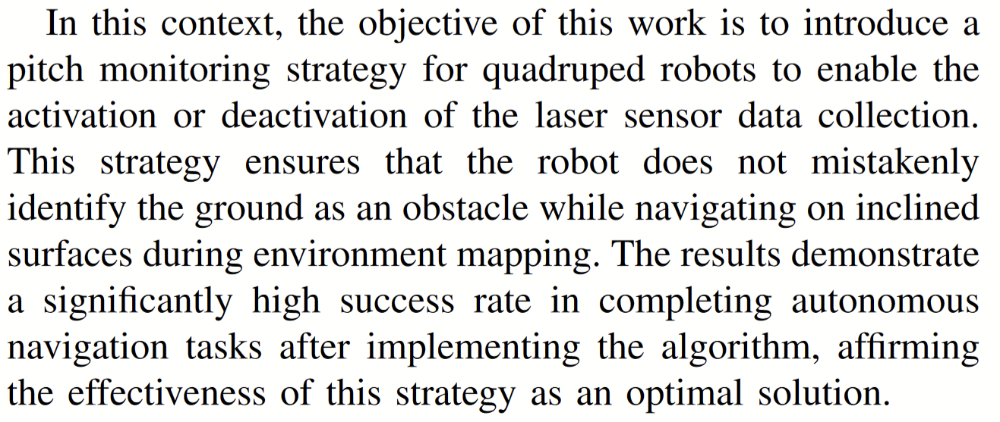 In this context, the objective of this work is to introduce a
pitch monitoring strategy for quadruped robots to enable the
activation or deactivation of the laser sensor data collection.
This strategy ensures that the robot does not mistakenly
identify the ground as an obstacle while navigating on inclined
surfaces during environment mapping. The results demonstrate
a significantly high success rate in completing autonomous
navigation tasks after implementing the algorithm, affirming
the effectiveness of this strategy as an optimal solution.